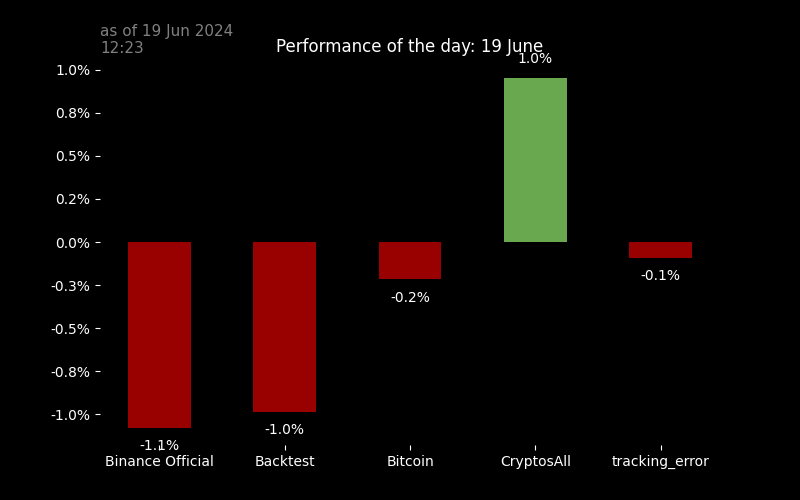 as of 19 Jun 2024
12:23
Performance of the day: 19 June
1.0%
1.0%
0.8%
0.5%
0.2%
0.0%
-0.3%
-0.5%
-0.8%
-1.0%
-0.2%
-0.1%
-1.1%
-1.0%
Binance Official
Backtest
Bitcoin
CryptosAll
tracking_error